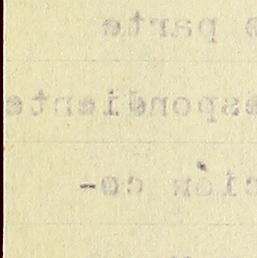 e parte
espondiente
ción co-